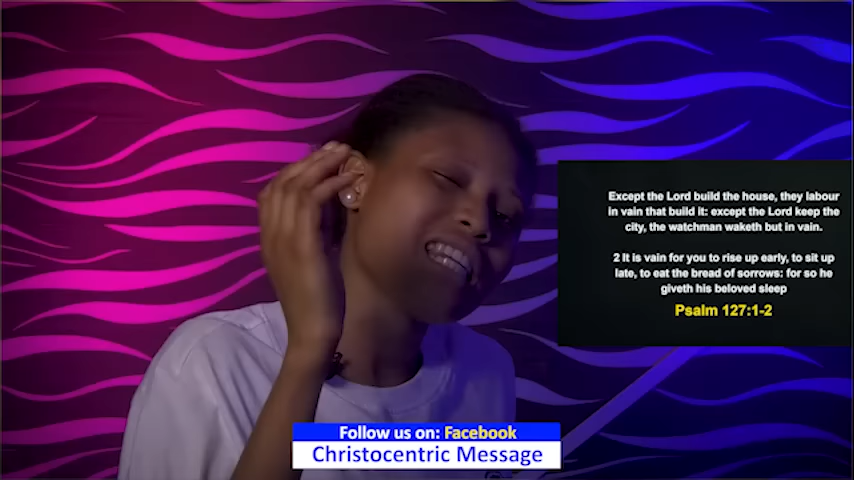 Except the Lord build the house, they labour
in vain that build it: except the Lord keep the
city, the watchman waketh but in vain.
2 It is vain for you to rise up early, to sit up
late, to eat the bread of sorrows: for so he
giveth his beloved sleep
Psalm 127:1-2
Follow us on: Facebook
Christocentric Message